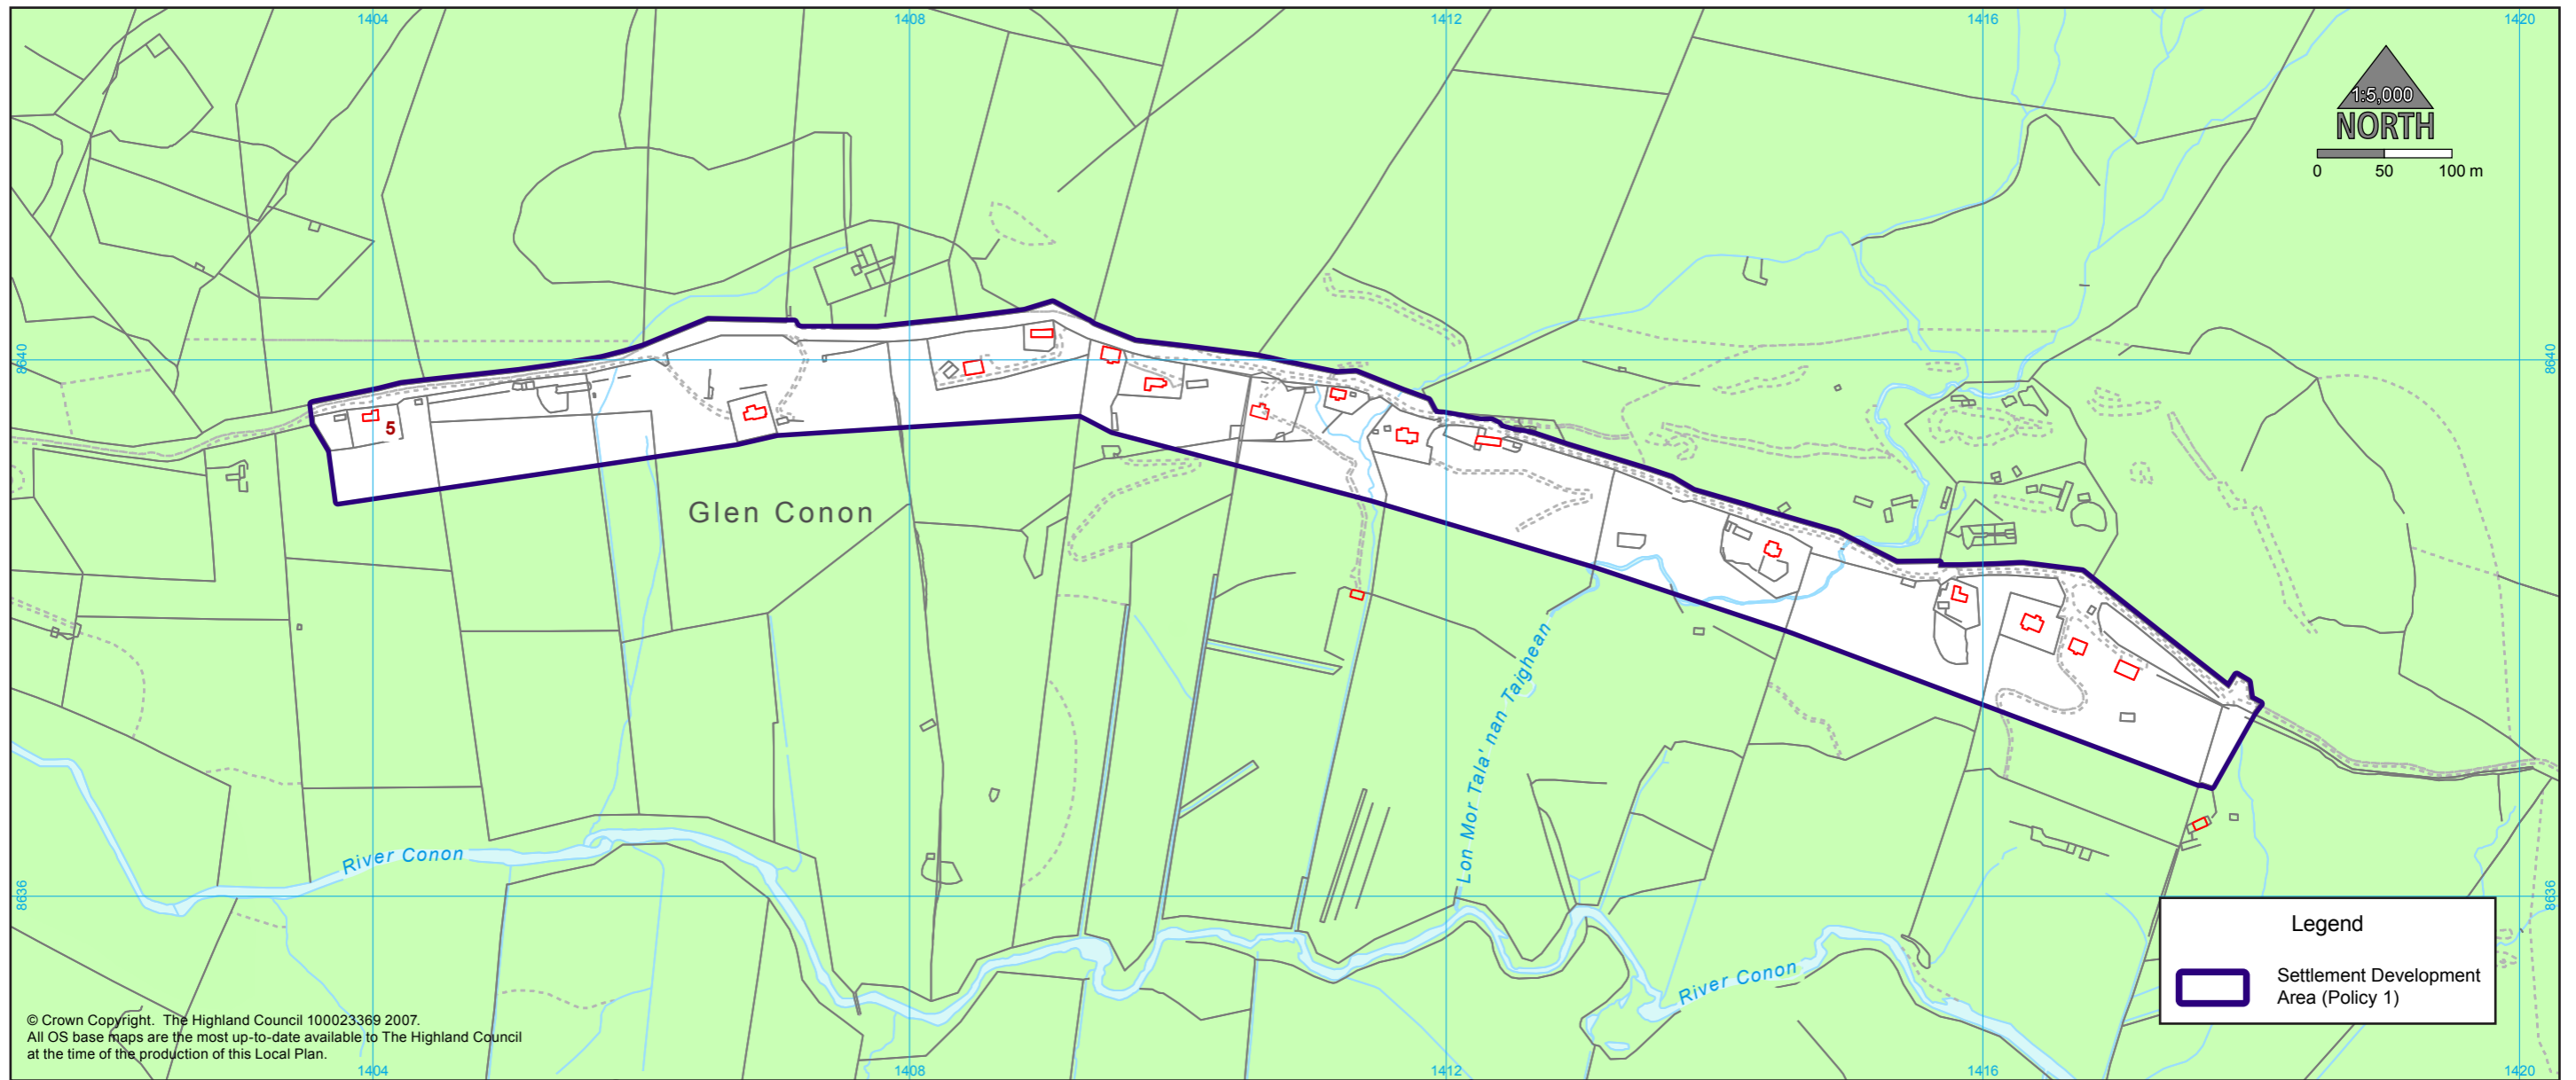 1404
1408
1412
1416
1420
1:5,000
NORTH
0 50 100 m
8640
8640
5
Glen Conon
Lon Mor Tala' nan Taighean
River Conon
8636
8636
River Conon
Legend
Settlement Development
Area (Policy 1)
© Crown Copyright. The Highland Council 100023369 2007.
All OS base maps are the most up-to-date available to The Highland Council
at the time of the production of this Local Plan.
1404
1408
1412
1416
1420